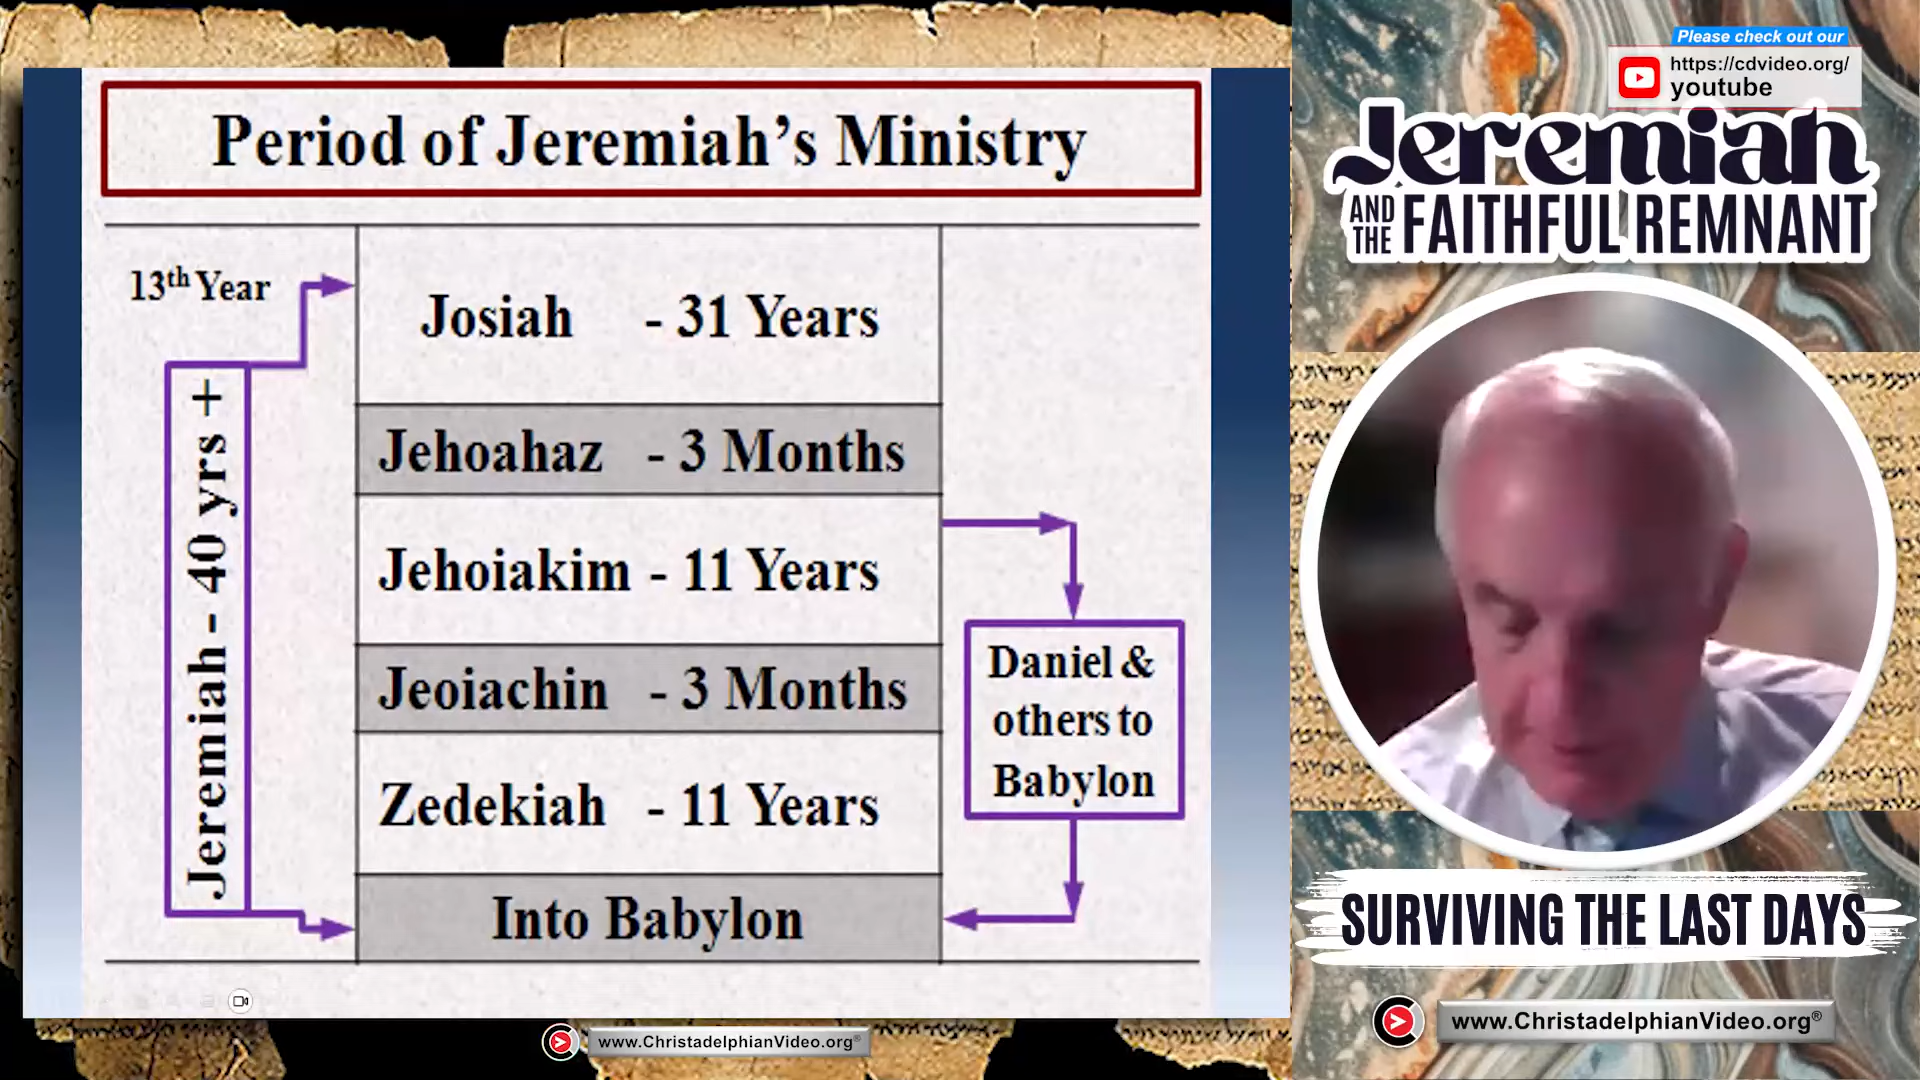 Period of Jeremiah’s Ministry
13th Year
Josiah - 31 Years
Jehoahaz - 3 Months
Jehoiakim - 11 Years
Jeoiachin - 3 Months
Zedekiah - 11 Years
Into Babylon
Jeremiah - 40 yrs +
Daniel &
others to
Babylon
www.ChristadelphianVideo.org®
Please check out our
https://cdvideo.org/
youtube
Jeremiah
AND THE FAITHFUL REMNANT
SURVIVING THE LAST DAYS
www.ChristadelphianVideo.org®